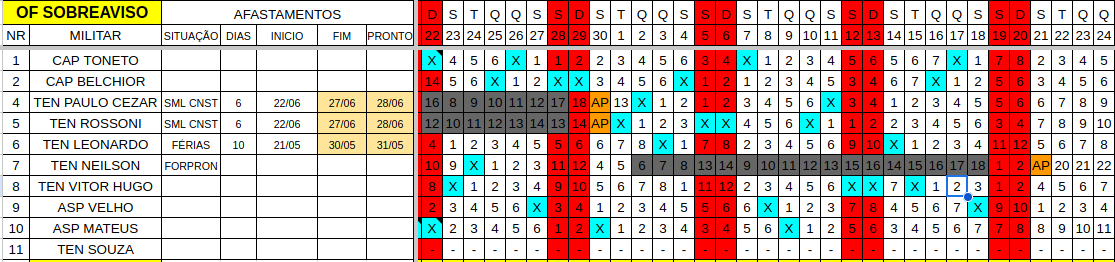 OF SOBREAVISO AFASTAMENTOS D S T Q Q S S D S T Q Q S S D S T Q Q S S D S T Q Q S S D S T Q Q
NR MILITAR SITUAÇÃO DIAS INICIO FIM PRONTO 22 23 24 25 26 27 28 29 30 1 2 3 4 5 6 7 8 9 10 11 12 13 14 15 16 17 18 19 20 21 22 23 24
1 CAP TONETO X 4 5 6 X 1 1 2 2 3 4 5 6 3 4 X 1 2 3 4 5 6 5 6 7 X 1 7 8 2 3 4 5
2 CAP BELCHIOR 14 5 6 X 1 2 X X 3 4 5 6 X 1 2 1 2 3 4 5 3 4 5 6 X 1 2 5 6 3 4 5 6
4 TEN PAULO CEZAR SML CNST 6 22/06 27/06 28/06 16 8 9 10 11 12 17 18 AP 13 X 1 2 1 2 3 4 5 6 X 3 4 1 2 3 4 5 5 6 6 7 8 9
5 TEN ROSSONI SML CNST 6 22/06 27/06 28/06 12 10 11 12 13 14 13 14 AP X 1 2 3 X X 4 5 6 X 1 1 2 2 3 4 5 6 3 4 7 8 9 10
6 TEN LEONARDO FÉRIAS 10 21/05 30/05 31/05 4 1 2 3 4 5 5 6 6 7 8 X 1 7 8 2 3 4 5 6 9 10 X 1 2 3 4 11 12 5 6 7 8
7 TEN NEILSON FORPRON 10 9 X 1 2 3 11 12 4 5 6 7 8 13 14 9 10 11 12 13 15 16 14 15 16 17 18 1 2 AP 20 21 22
8 TEN VITOR HUGO 8 X 1 2 3 4 9 10 5 6 7 8 1 11 12 2 3 4 5 6 X X 7 X 1 2 3 1 2 4 5 6 7
9 ASP VELHO 2 3 4 5 6 X 3 4 1 2 3 4 5 5 6 6 X 1 2 3 7 8 4 5 6 7 X 9 10 1 2 3 4
10 ASP MATEUS X 2 3 4 5 6 1 2 X 1 2 3 4 3 4 5 6 X 1 2 5 6 3 4 5 6 7 7 8 8 9 10 11
11 TEN SOUZA - - - - - - - - - - - - - - - - - - - - - - - - - - - - - - - - -